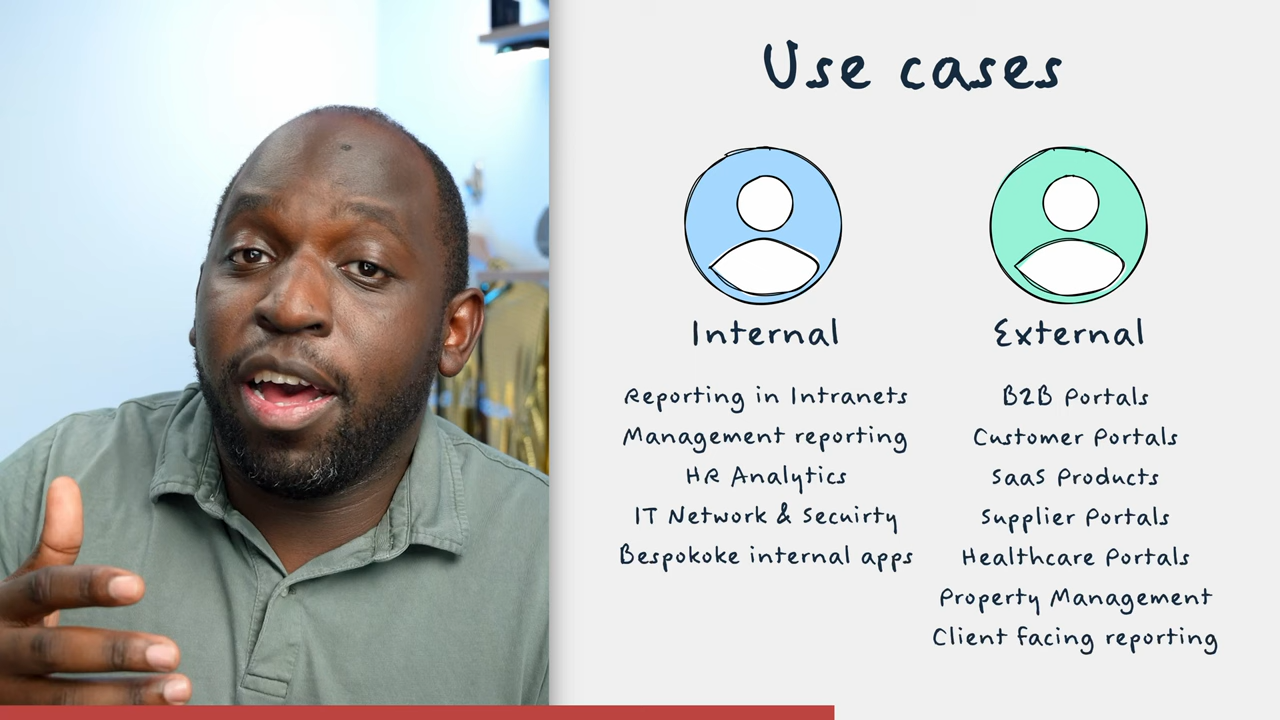 Use cases
Internal
Reporting in Intranets
Management reporting
HR Analytics
IT Network & Secuirty
Bespokoke internal apps
External
B2B Portals
Customer Portals
SaaS Products
Supplier Portals
Healthcare Portals
Property Management
Client facing reporting